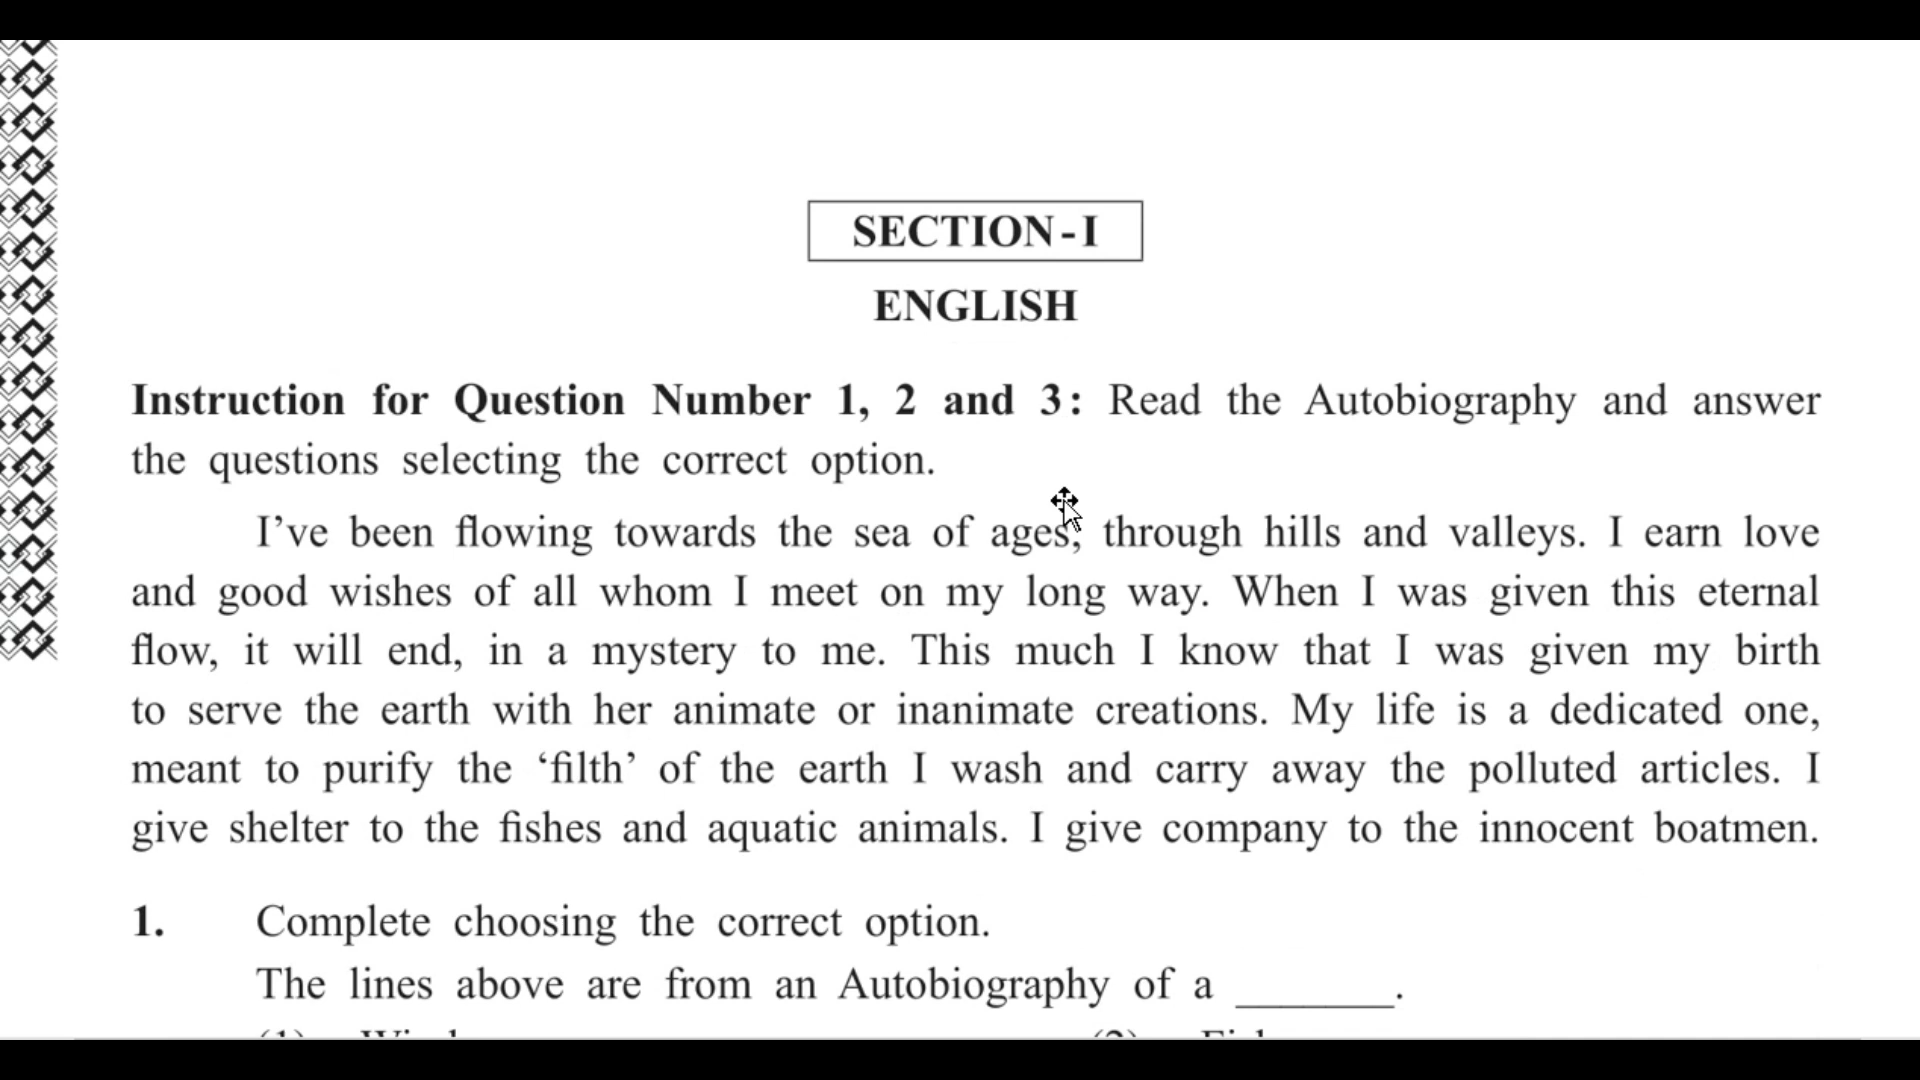 SECTION-I
ENGLISH
Instruction for Question Number 1, 2 and 3: Read the Autobiography and answer
the questions selecting the correct option.
I've been flowing towards the sea of ages, through hills and valleys. I earn love
and good wishes of all whom I meet on my long way. When I was given this eternal
flow, it will end, in a mystery to me. This much I know that I was given my birth
to serve the earth with her animate or inanimate creations. My life is a dedicated one,
meant to purify the ‘filth’ of the earth I wash and carry away the polluted articles. I
give shelter to the fishes and aquatic animals. I give company to the innocent boatmen.
1. Complete choosing the correct option.
The lines above are from an Autobiography of a _______.